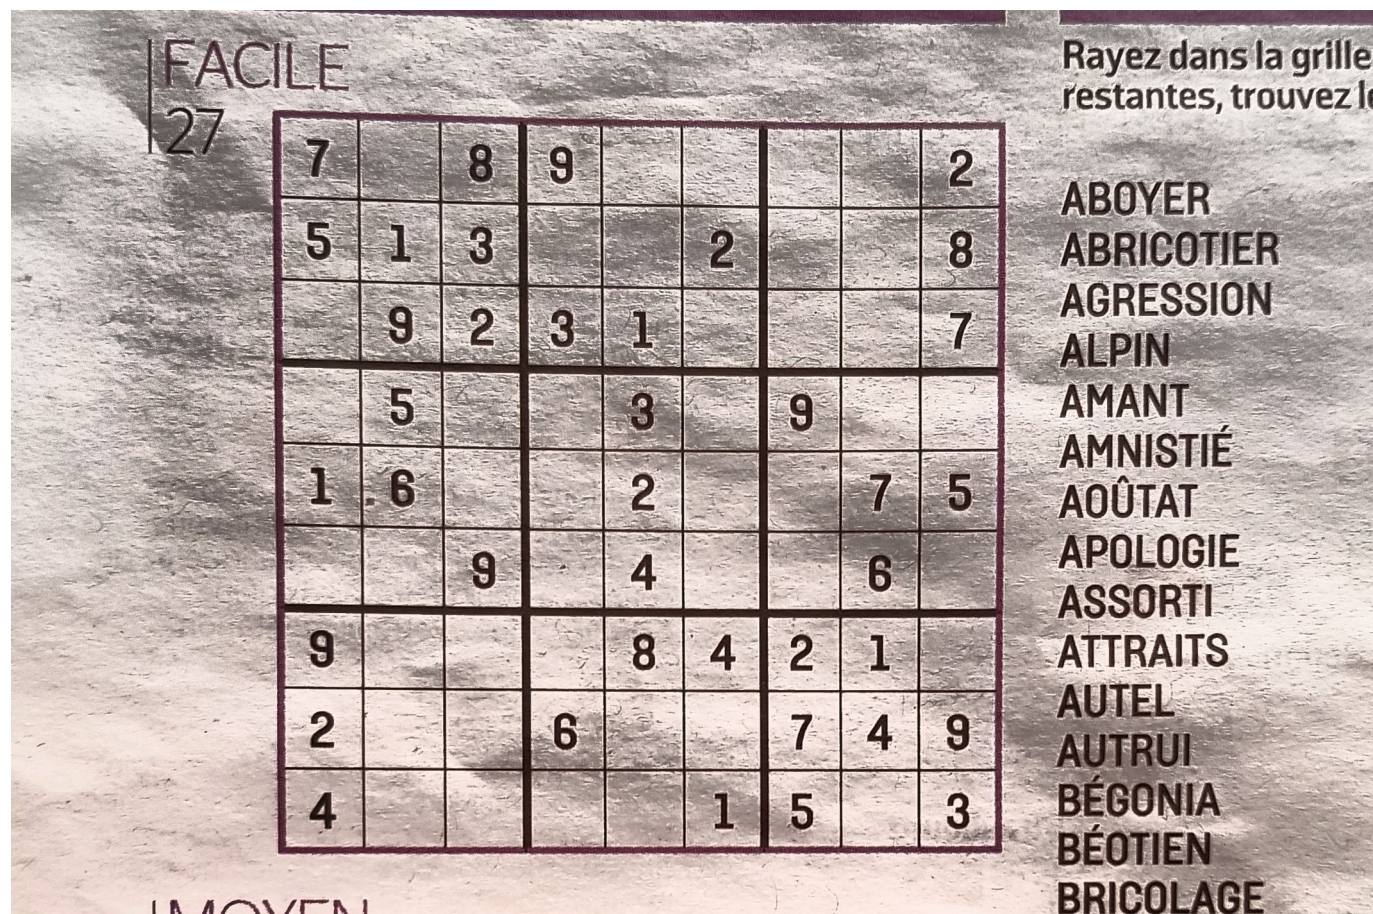 FACILE
27
7 8 9 2
5 1 3 2 8
9 2 3 1 7
5 3 9
1 6 2 7 5
9 4 6
9 8 4 2 1
2 6 7 4 9
4 1 5 3
MOYEN
Rayez dans la grille
restantes, trouvez
ABOYER
ABRICOTIER
AGRESSION
ALPIN
AMANT
AMNISTIÉ
AOÛTAT
APOLOGIE
ASSORTI
ATTRAITS
AUTEL
AUTRUI
BÉGONIA
BÉOTIEN
BRICOLAGE